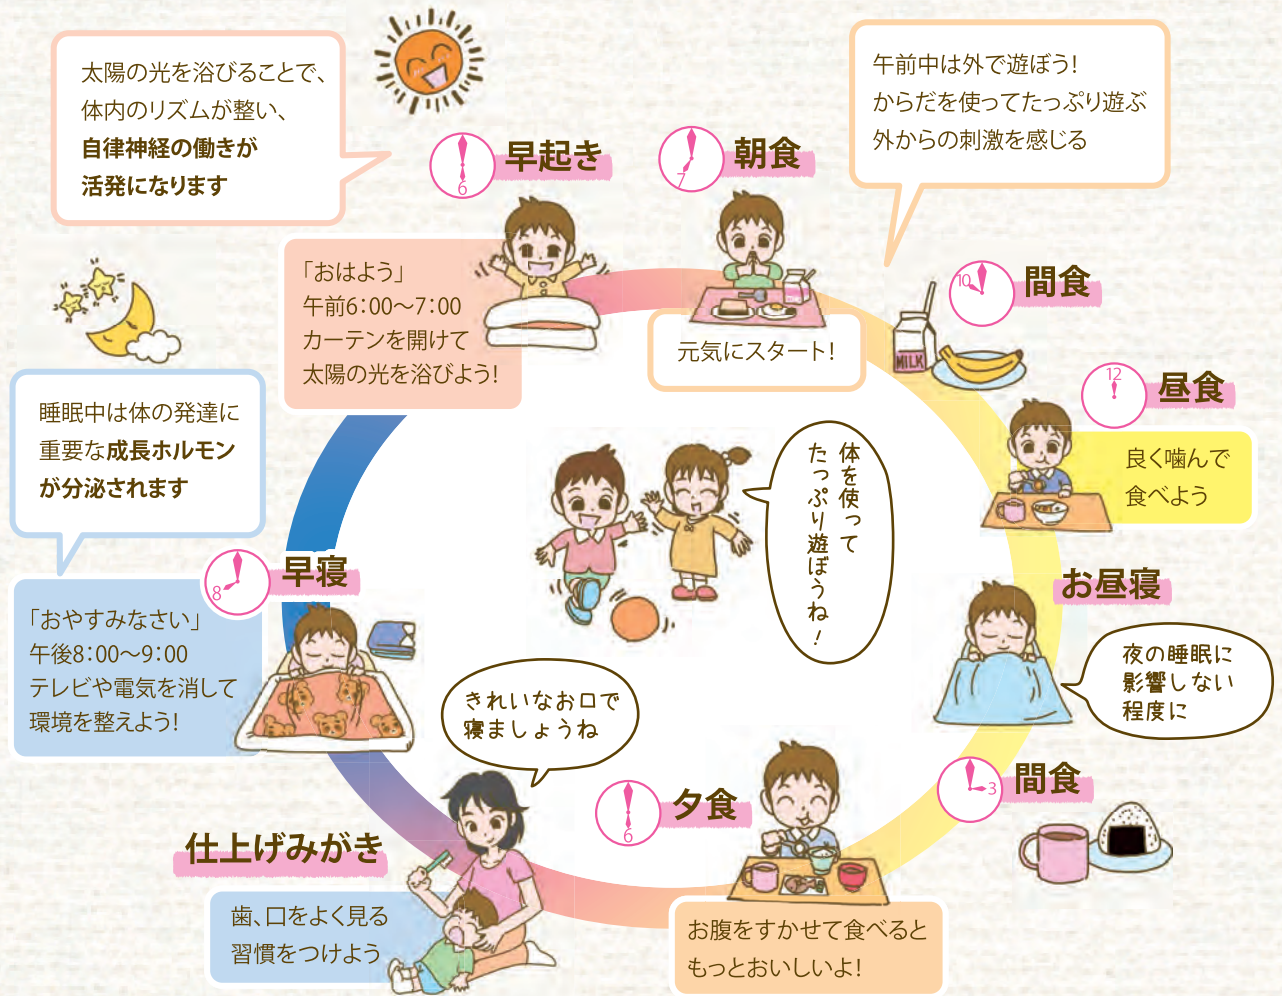 太陽の光を浴びることで、
体内のリズムが整い、
自律神経の働きが
活発になります
6
早起き
「おはよう」
午前6：00〜7：00
カーテンを開けて
太陽の光を浴びよう！
7
朝食
元気にスタート！
午前中は外で遊ぼう！
からだを使ってたっぷり遊ぶ
外からの刺激を感じる
10
間食
MILK
12
昼食
良く噛んで
食べよう
体を使って
たっぷり遊ぼうね！
お昼寝
夜の睡眠に
影響しない
程度に
3
間食
6
夕食
お腹をすかせて食べると
もっとおいしいよ！
きれいなお口で
寝ましょうね
仕上げみがき
歯、口をよく見る
習慣をつけよう
8
早寝
「おやすみなさい」
午後8：00〜9：00
テレビや電気を消して
環境を整えよう！
睡眠中は体の発達に
重要な成長ホルモン
が分泌されます